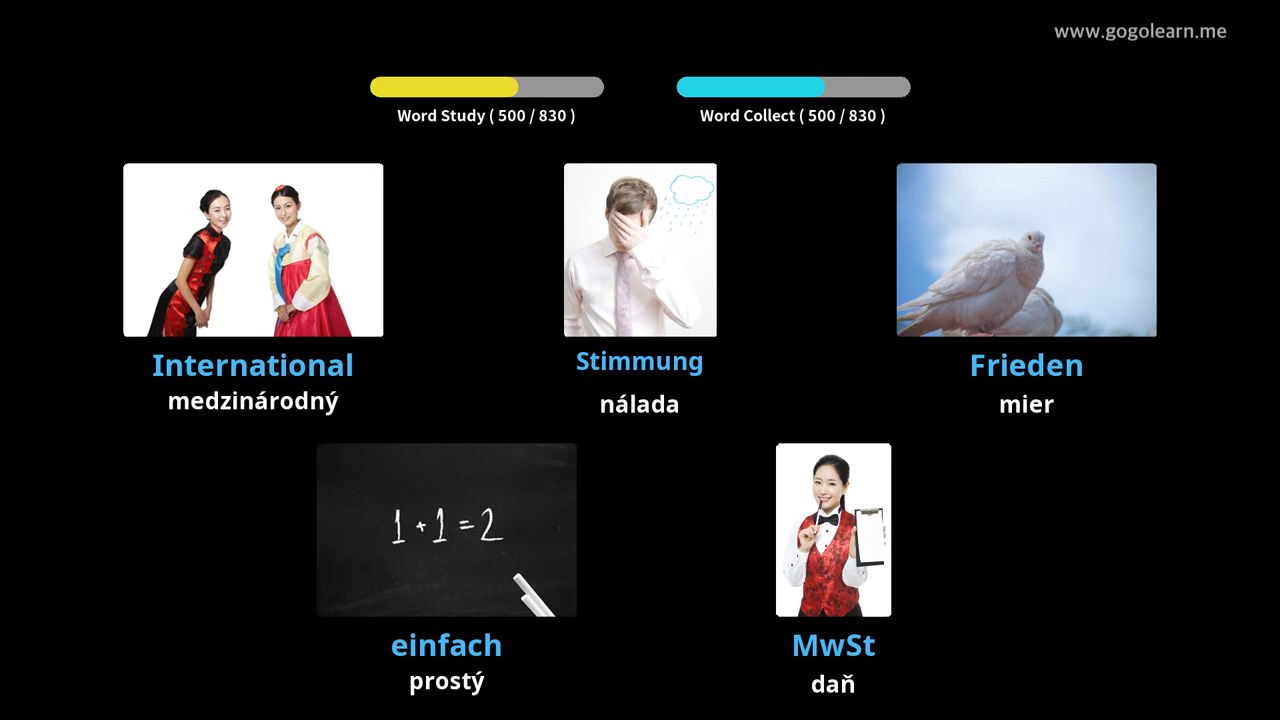 www.gogolearn.me
Word Study ( 500 / 830 )
Word Collect ( 500 / 830 )
International
medzinárodný
Stimmung
nálada
Frieden
mier
1+1=2
einfach
prostý
MwSt
daň